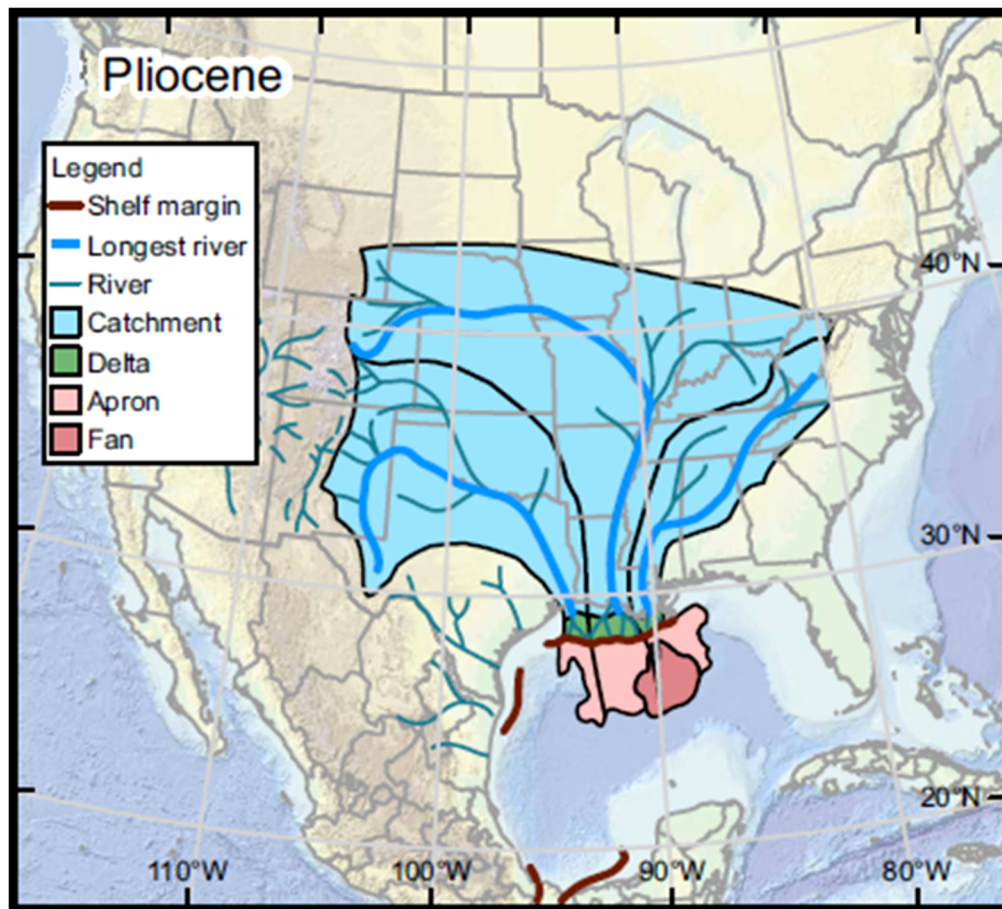 Pliocene
Legend
Shelf margin
Longest river
River
Catchment
Delta
Apron
Fan
40°N
30°N
20°N
110°W
100°W
90°W
80°W